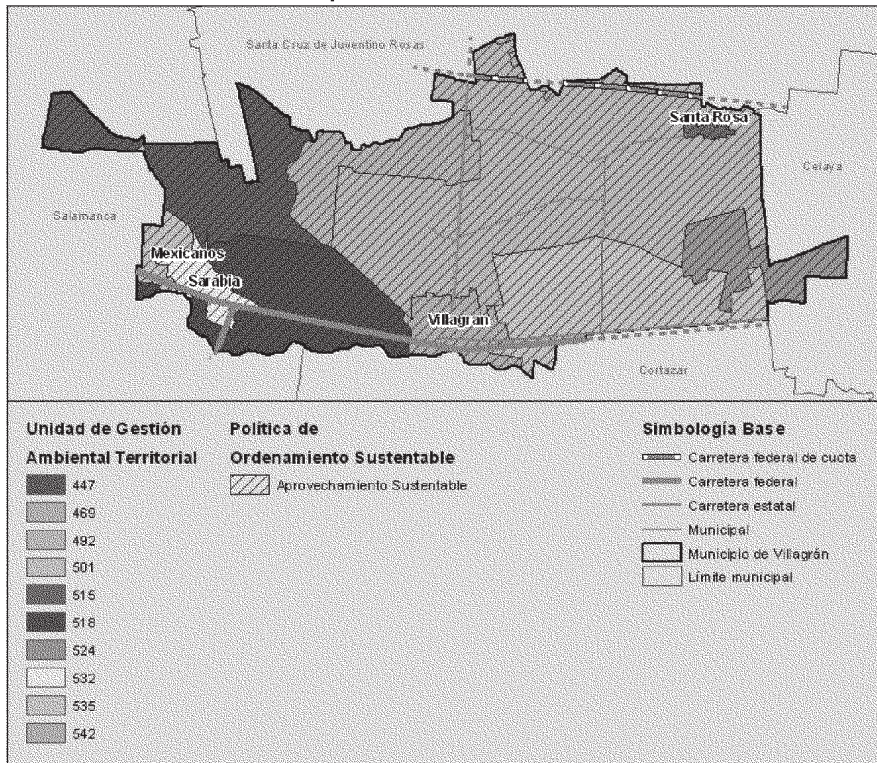 Santa Cruz de Juventino Rosas
Santa Rosa
Celaya
Salamanca
Mexicanos
Sarabia
Villagrán
Cortazar
Unidad de Gestión
Ambiental Territorial
447
469
492
501
515
518
524
532
535
542
Política de
Ordenamiento Sustentable
Aprovechamiento Sustentable
Simbología Base
Carretera federal de cuota
Carretera federal
Carretera estatal
Municipal
Municipio de Villagrán
Límite municipal